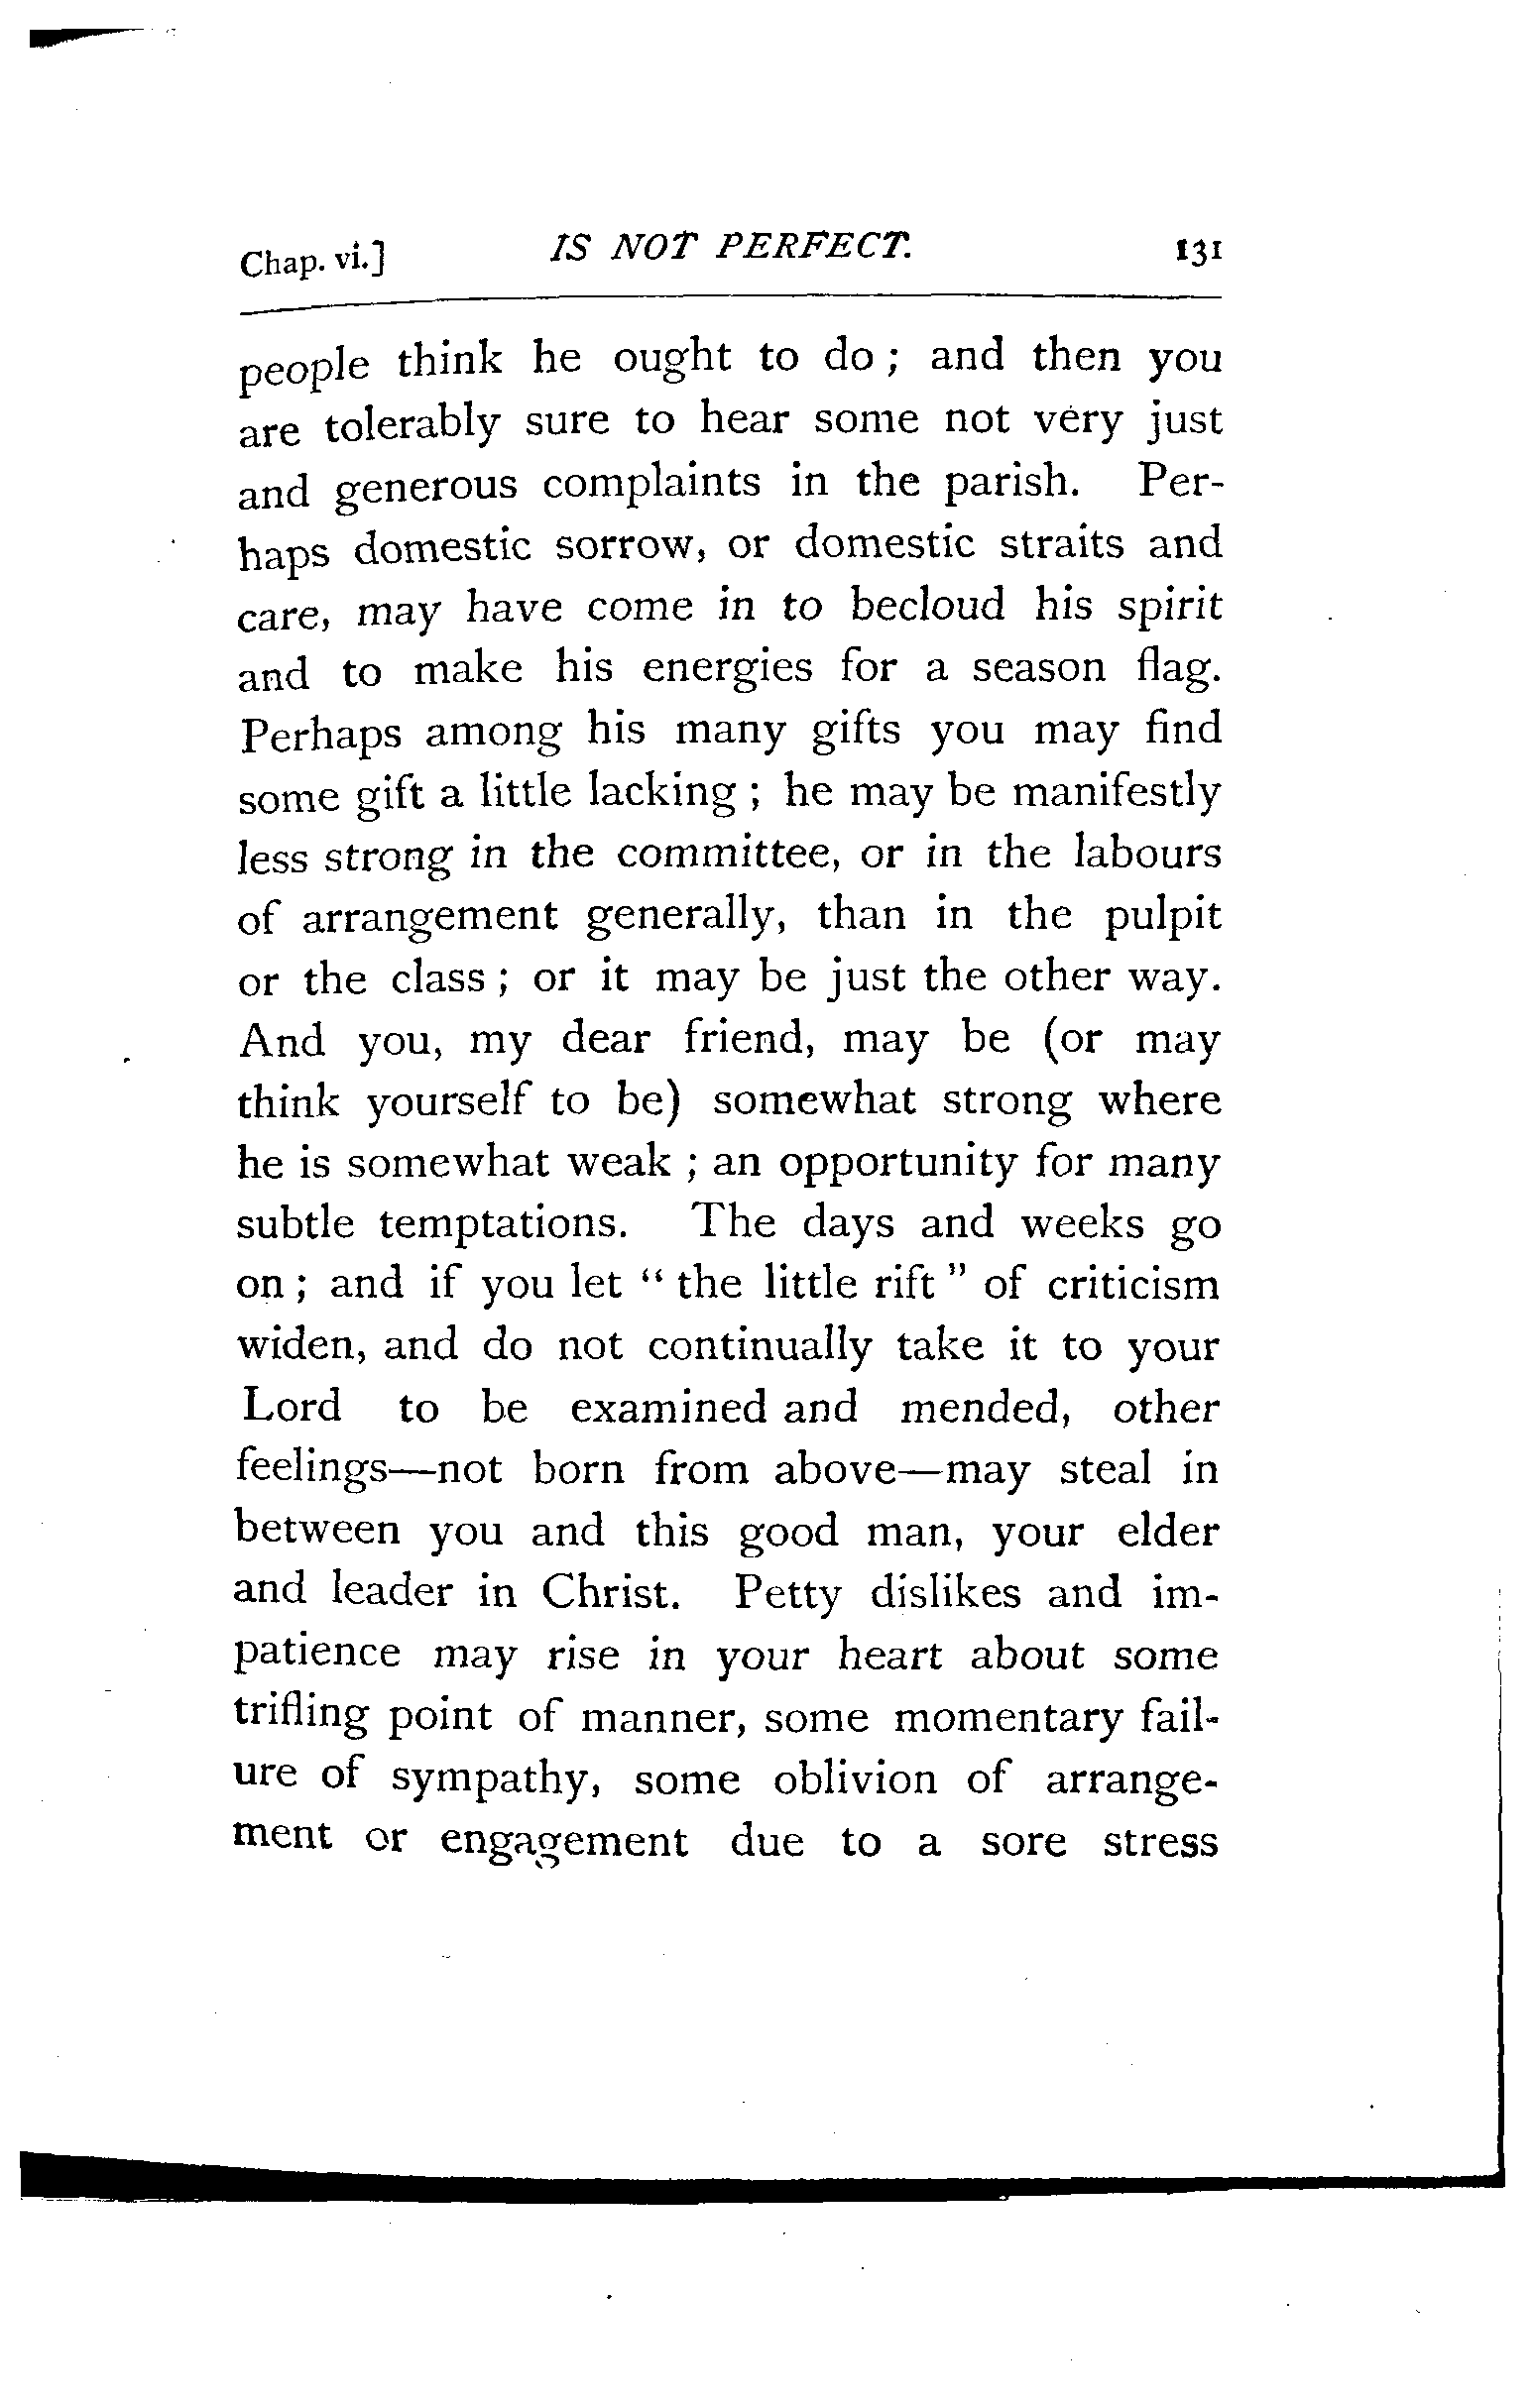 Chap. vi.] IS NOT PERFECT. 131
people think he ought to do ; and then you
are tolerably sure to hear some not very just
and generous complaints in the parish. Per-
haps domestic sorrow, or domestic straits and
care, may have come in to becloud his spirit
and to make his energies for a season flag.
Perhaps among his many gifts you may find
some gift a little lacking ; he may be manifestly
less strong in the committee, or in the labours
of arrangement generally, than in the pulpit
or the class ; or it may be just the other way.
And you, my dear friend, may be (or may
think yourself to be) somewhat strong where
he is somewhat weak ; an opportunity for many
subtle temptations. The days and weeks go
on ; and if you let “ the little rift ” of criticism
widen, and do not continually take it to your
Lord to be examined and mended, other
feelings—not born from above—may steal in
between you and this good man, your elder
and leader in Christ. Petty dislikes and im-
patience may rise in your heart about some
trifling point of manner, some momentary fail-
ure of sympathy, some oblivion of arrange-
ment or engagement due to a sore stress